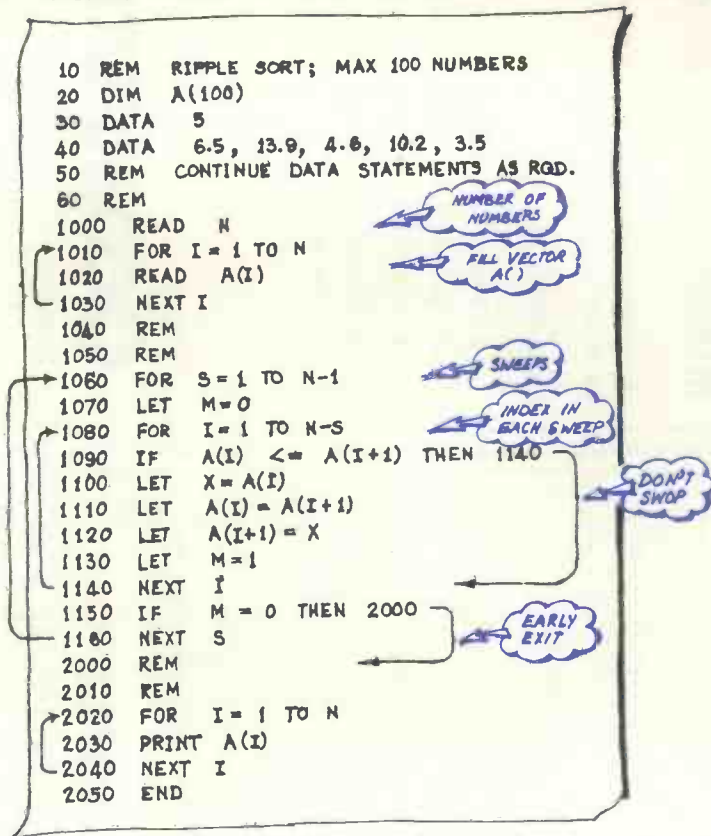 10 REM RIPPLE SORT; MAX 100 NUMBERS
20 DIM A(100)
30 DATA 5
40 DATA 6.5, 13.9, 4.6, 10.2, 3.5
50 REM CONTINUE DATA STATEMENTS AS RQD.
60 REM
NUMBER OF
NUMBERS
1000 READ N
1010 FOR I = 1 TO N
FILL VECTOR
A()
1020 READ A(I)
1030 NEXT I
1040 REM
1050 REM
1060 FOR S = 1 TO N-1
SWEEPS
1070 LET M = 0
1080 FOR I = 1 TO N-S
INDEX IN
EACH SWEEP
1090 IF A(I) <= A(I+1) THEN 1140
1100 LET X = A(I)
DON'T
SWOP
1110 LET A(I) = A(I+1)
1120 LET A(I+1) = X
1130 LET M = 1
1140 NEXT I
1150 IF M = 0 THEN 2000
EARLY
EXIT
1160 NEXT S
2000 REM
2010 REM
2020 FOR I = 1 TO N
2030 PRINT A(I)
2040 NEXT I
2050 END